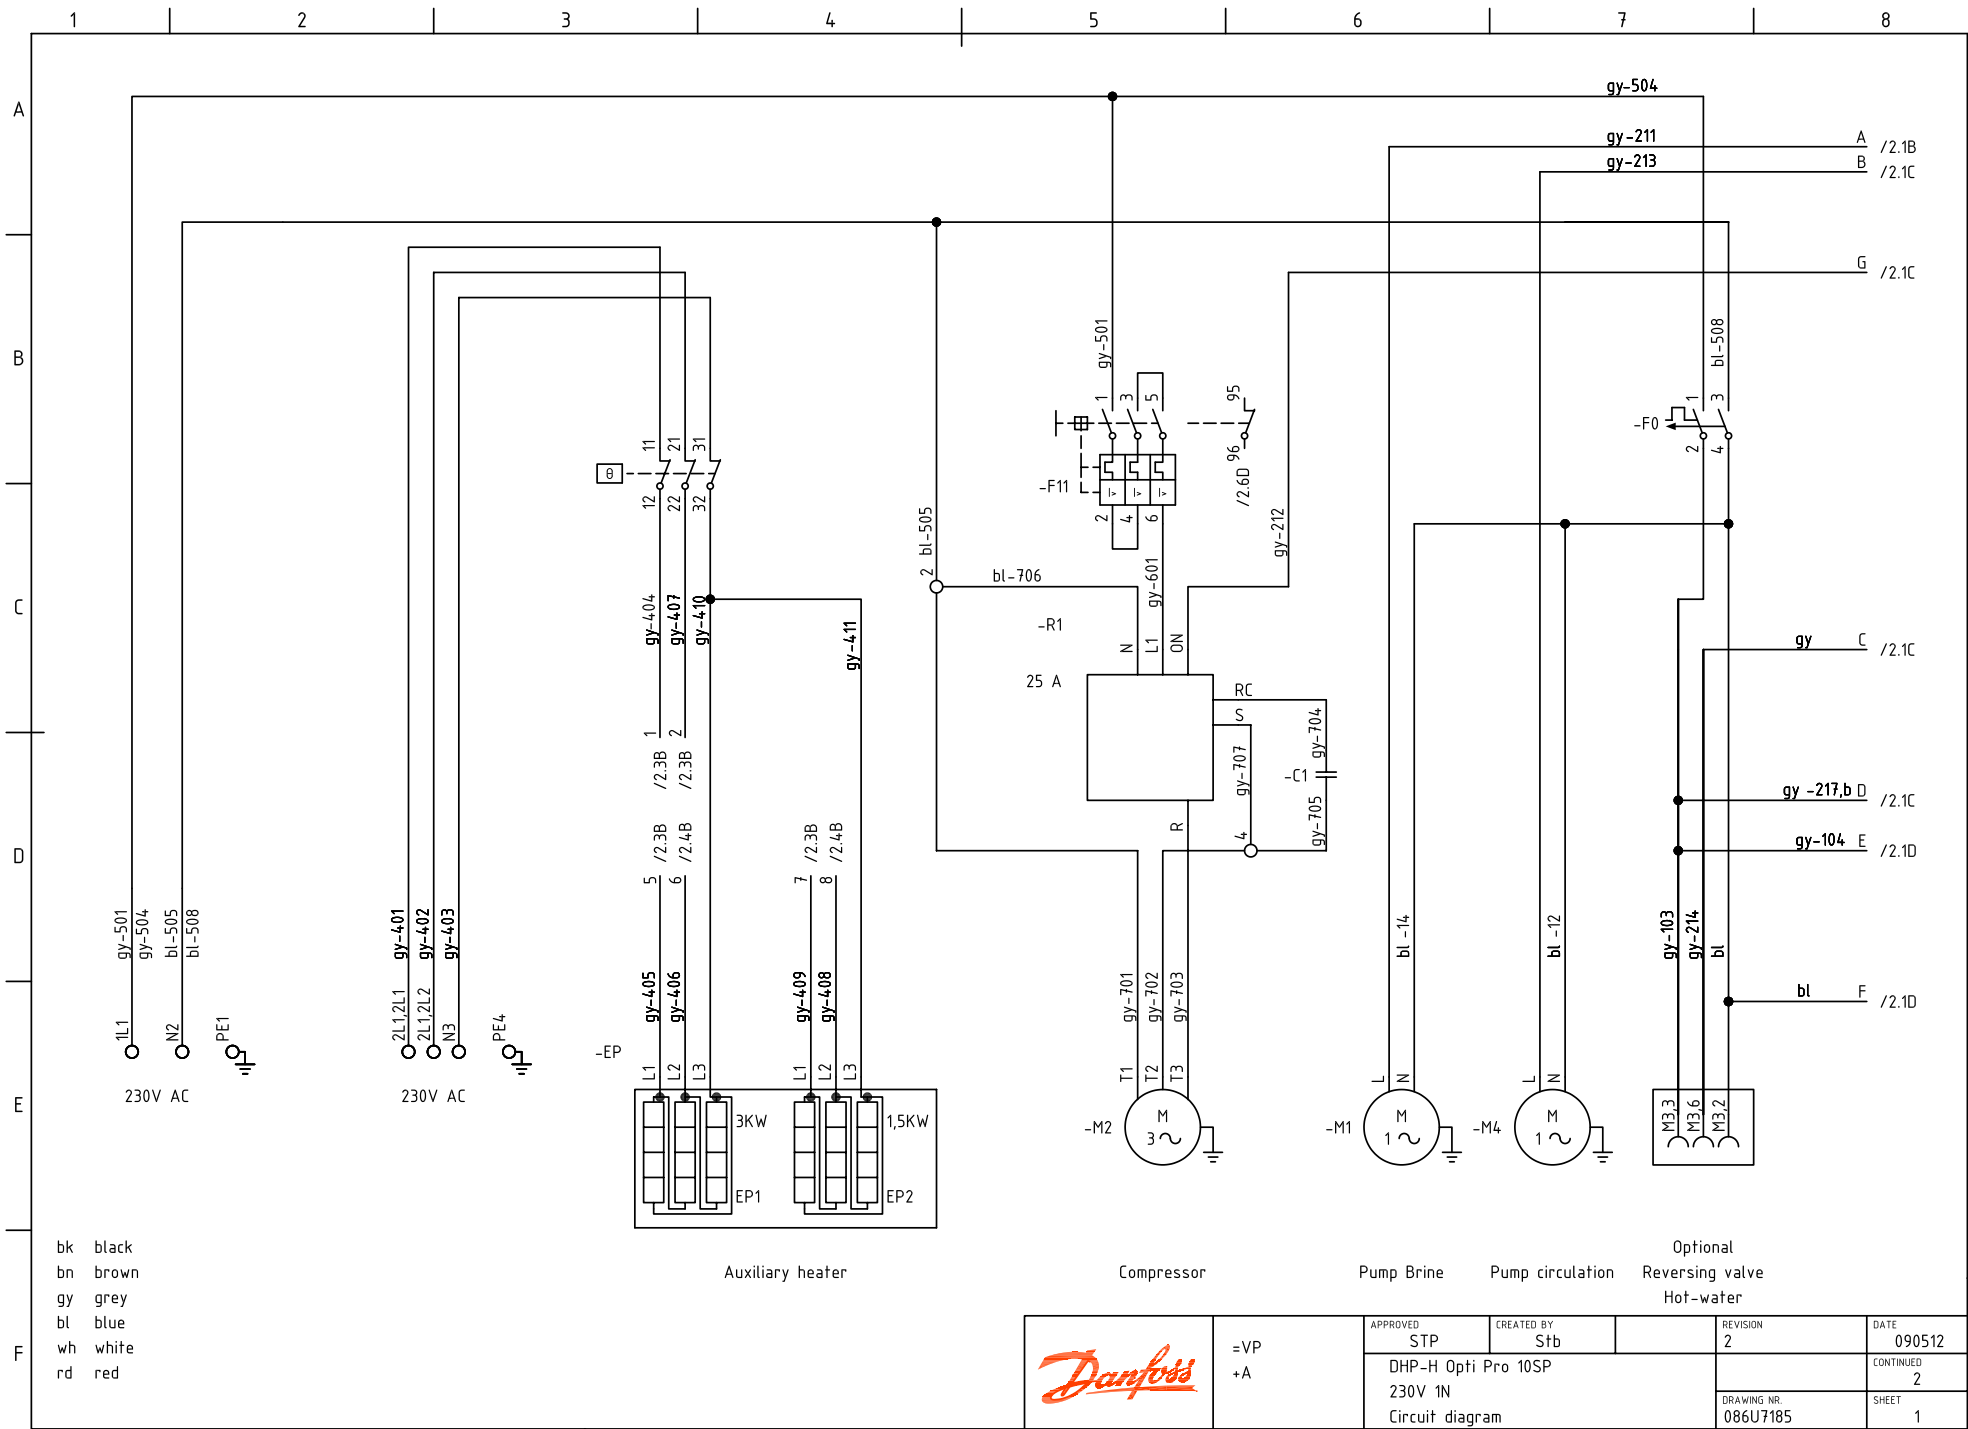 1 2 3 4 5 6 7 8
A
B
C
D
E
F
gy-504
gy-211 A /2.1B
gy-213 B /2.1C
G /2.1C
gy-501
bl-508
1 3 5
95
96
/2.6D
-F11
I> I> I>
2 4 6
-F0
1 3
2 4
11 21 31
θ
12 22 32
bl-505
2
bl-706
gy-601
gy-212
gy-404
gy-407
gy-410
gy-411
-R1
N L1 ON
25 A
RC
S
gy-704
gy-707
-C1
gy-705
R
4
gy C /2.1C
gy -217,b D /2.1C
gy-104 E /2.1D
1 2
/2.3B /2.3B
/2.3B /2.4B
5 6
/2.3B /2.4B
7 8
gy-501
gy-504
bl-505
bl-508
gy-401
gy-402
gy-403
gy-405
gy-406
gy-409
gy-408
gy-701
gy-702
gy-703
bl -14
bl -12
gy-103
gy-214
bl
bl F /2.1D
1L1 N2 PE1
2L1,2L1 2L1,2L2 N3 PE4
230V AC
230V AC
-EP
L1 L2 L3
L1 L2 L3
3KW
EP1
1,5KW
EP2
T1 T2 T3
-M2
M
3
L N
-M1
M
1
L N
-M4
M
1
M3,3 M3,6 M3,2
Auxiliary heater
Compressor
Pump Brine
Pump circulation
Optional
Reversing valve
Hot-water
bk black
bn brown
gy grey
bl blue
wh white
rd red
Danfoss
=VP
+A
APPROVED
STP
CREATED BY
Stb
REVISION
2
DATE
090512
DHP-H Opti Pro 10SP
230V 1N
Circuit diagram
CONTINUED
2
DRAWING NR.
086U7185
SHEET
1